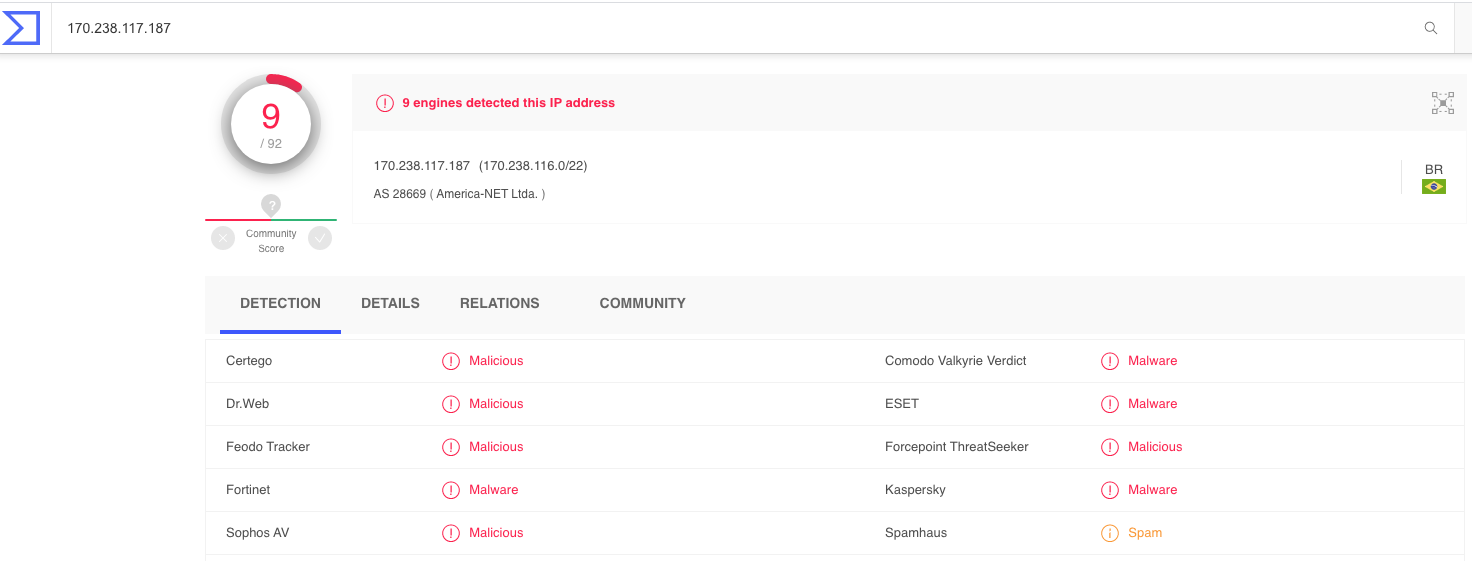 170.238.117.187
9
/ 92
? 
Community
Score
9 engines detected this IP address
170.238.117.187 (170.238.116.0/22)
AS 28669 ( America-NET Ltda. )
BR
DETECTION DETAILS RELATIONS COMMUNITY
Certego Malicious Comodo Valkyrie Verdict Malware
Dr.Web Malicious ESET Malware
Feodo Tracker Malicious Forcepoint ThreatSeeker Malicious
Fortinet Malware Kaspersky Malware
Sophos AV Malicious Spamhaus Spam